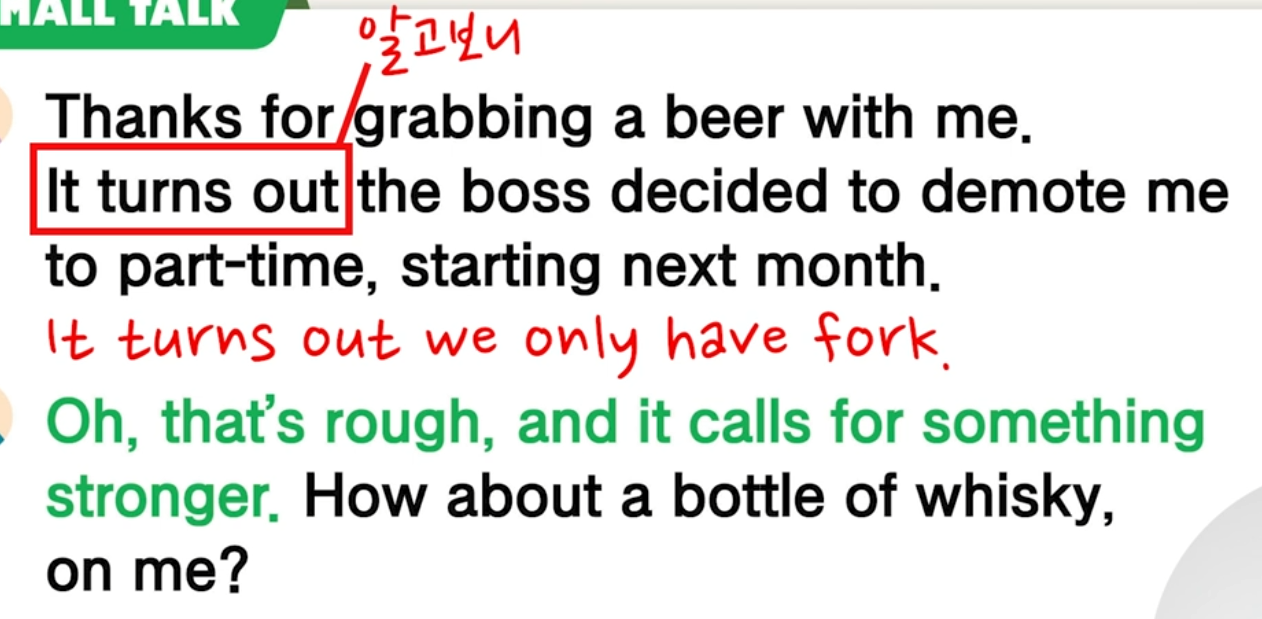 SMALL TALK
알고보니
Thanks for grabbing a beer with me.
It turns out the boss decided to demote me
to part-time, starting next month.
It turns out we only have fork.
Oh, that's rough, and it calls for something
stronger. How about a bottle of whisky,
on me?